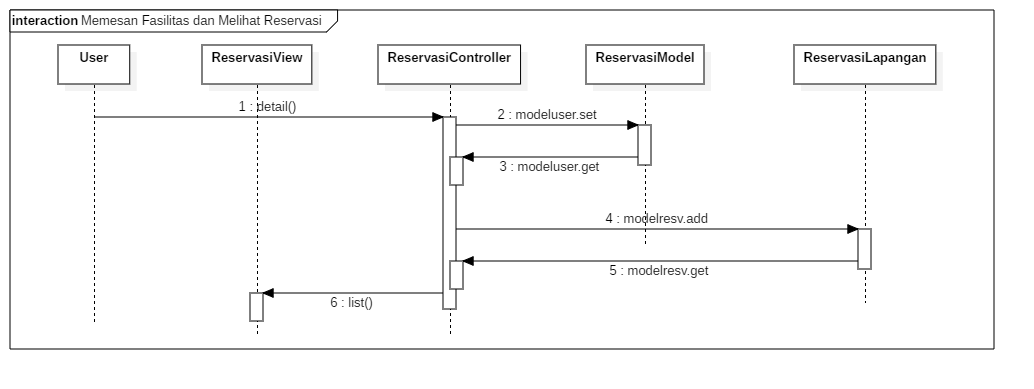 interaction Memesan Fasilitas dan Melihat Reservasi
User
ReservasiView
ReservasiController
ReservasiModel
ReservasiLapangan
1 : detail()
2 : modeluser.set
3 : modeluser.get
4 : modelresv.add
5 : modelresv.get
6 : list()